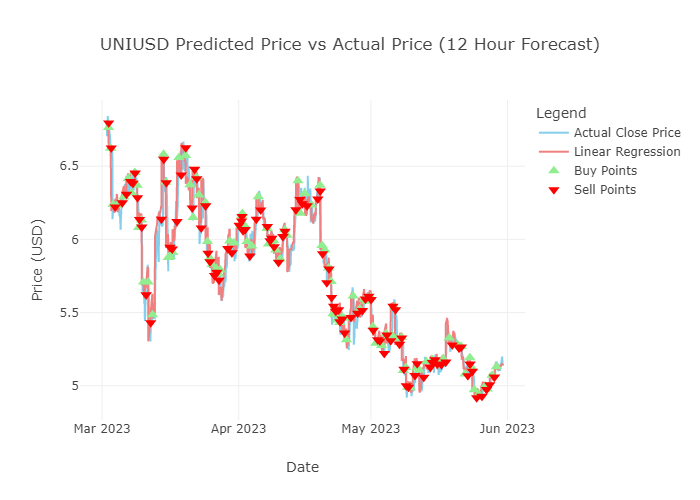 UNIUSD Predicted Price vs Actual Price (12 Hour Forecast)
Legend
Actual Close Price
Linear Regression
Buy Points
Sell Points
Price (USD)
6.5
6
5.5
5
Mar 2023
Apr 2023
May 2023
Jun 2023
Date